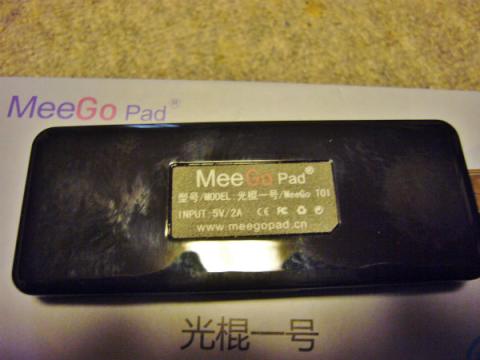 MeeGo Pad®
MeeGo Pad®
型号/MODEL:光棍一号/MeeGo T01
INPUT:5V/2A CE
www.meegopad.cn
光棍一号